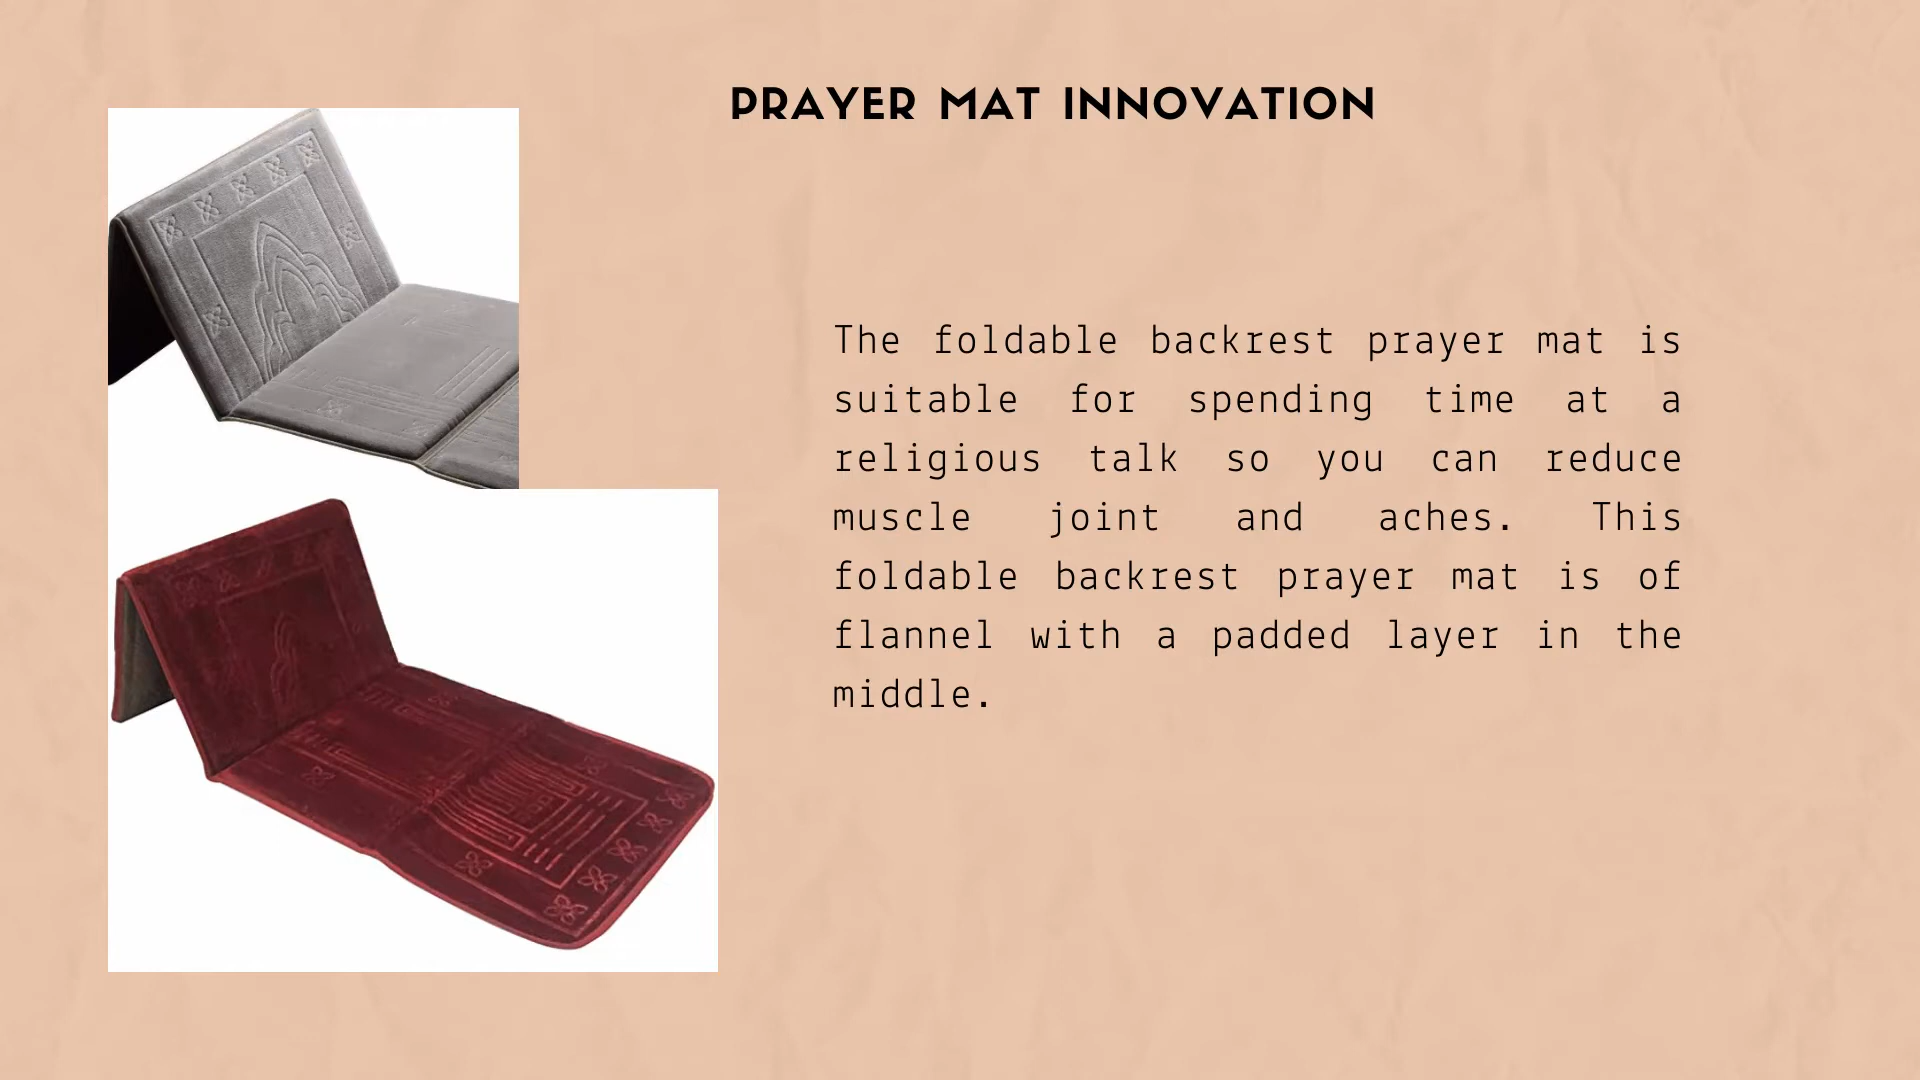 PRAYER MAT INNOVATION
The foldable backrest prayer mat is
suitable for spending time at a
religious talk so you can reduce
muscle joint and aches. This
foldable backrest prayer mat is of
flannel with a padded layer in the
middle.